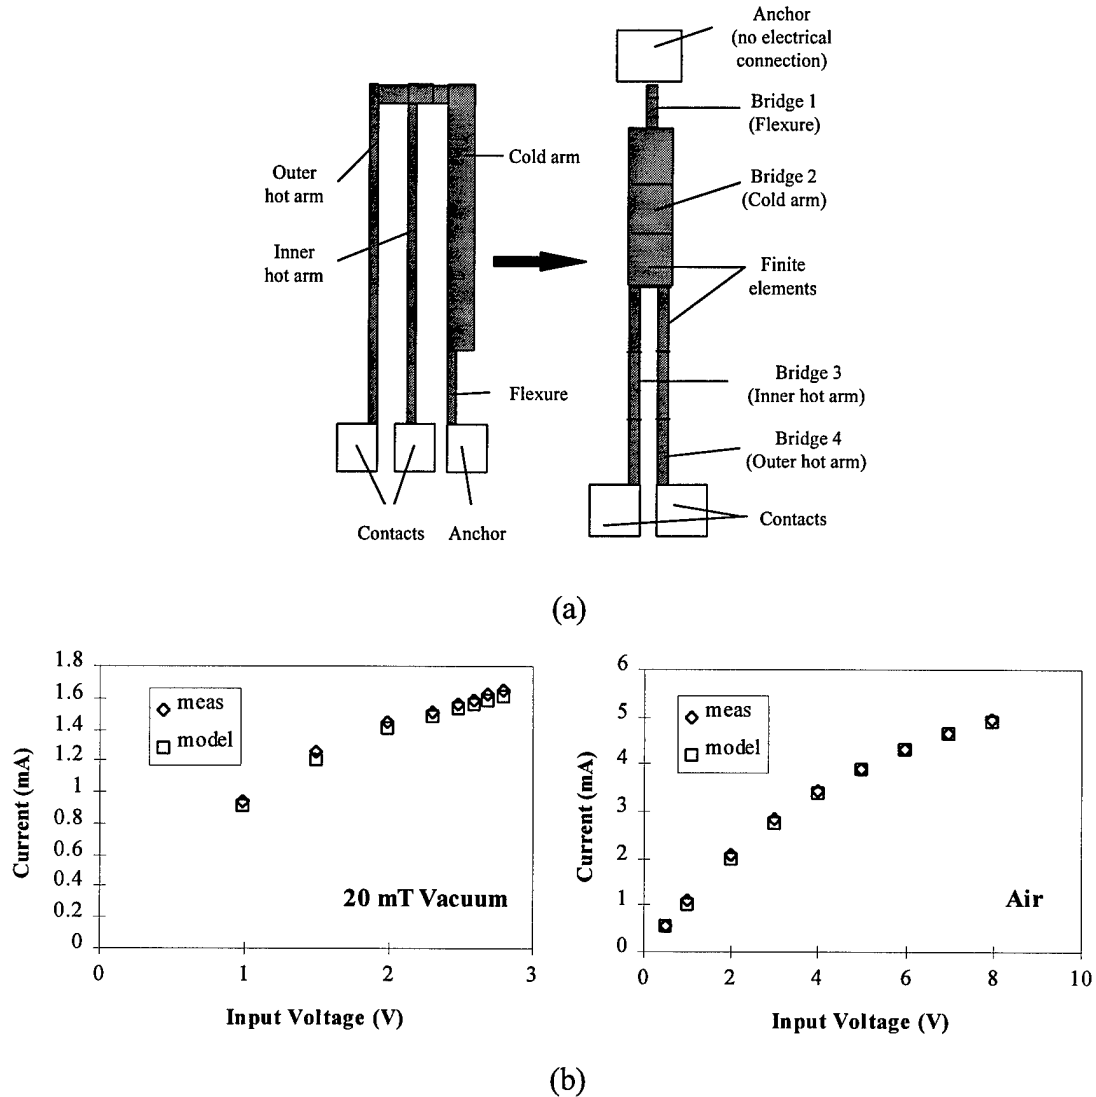 Anchor
(no electrical
connection)
Bridge 1
(Flexure)
Cold arm
Outer
hot arm
Bridge 2
(Cold arm)
Inner
hot arm
Finite
elements
Bridge 3
(Inner hot arm)
Flexure
Bridge 4
(Outer hot arm)
Contacts
Anchor
Contacts
(a)
1.8
1.6
1.4
1.2
1
0.8
0.6
0.4
0.2
0
Current (mA)
meas
model
20 mT Vacuum
0 1 2 3
Input Voltage (V)
6
5
4
3
2
1
0
Current (mA)
meas
model
Air
0 2 4 6 8 10
Input Voltage (V)
(b)